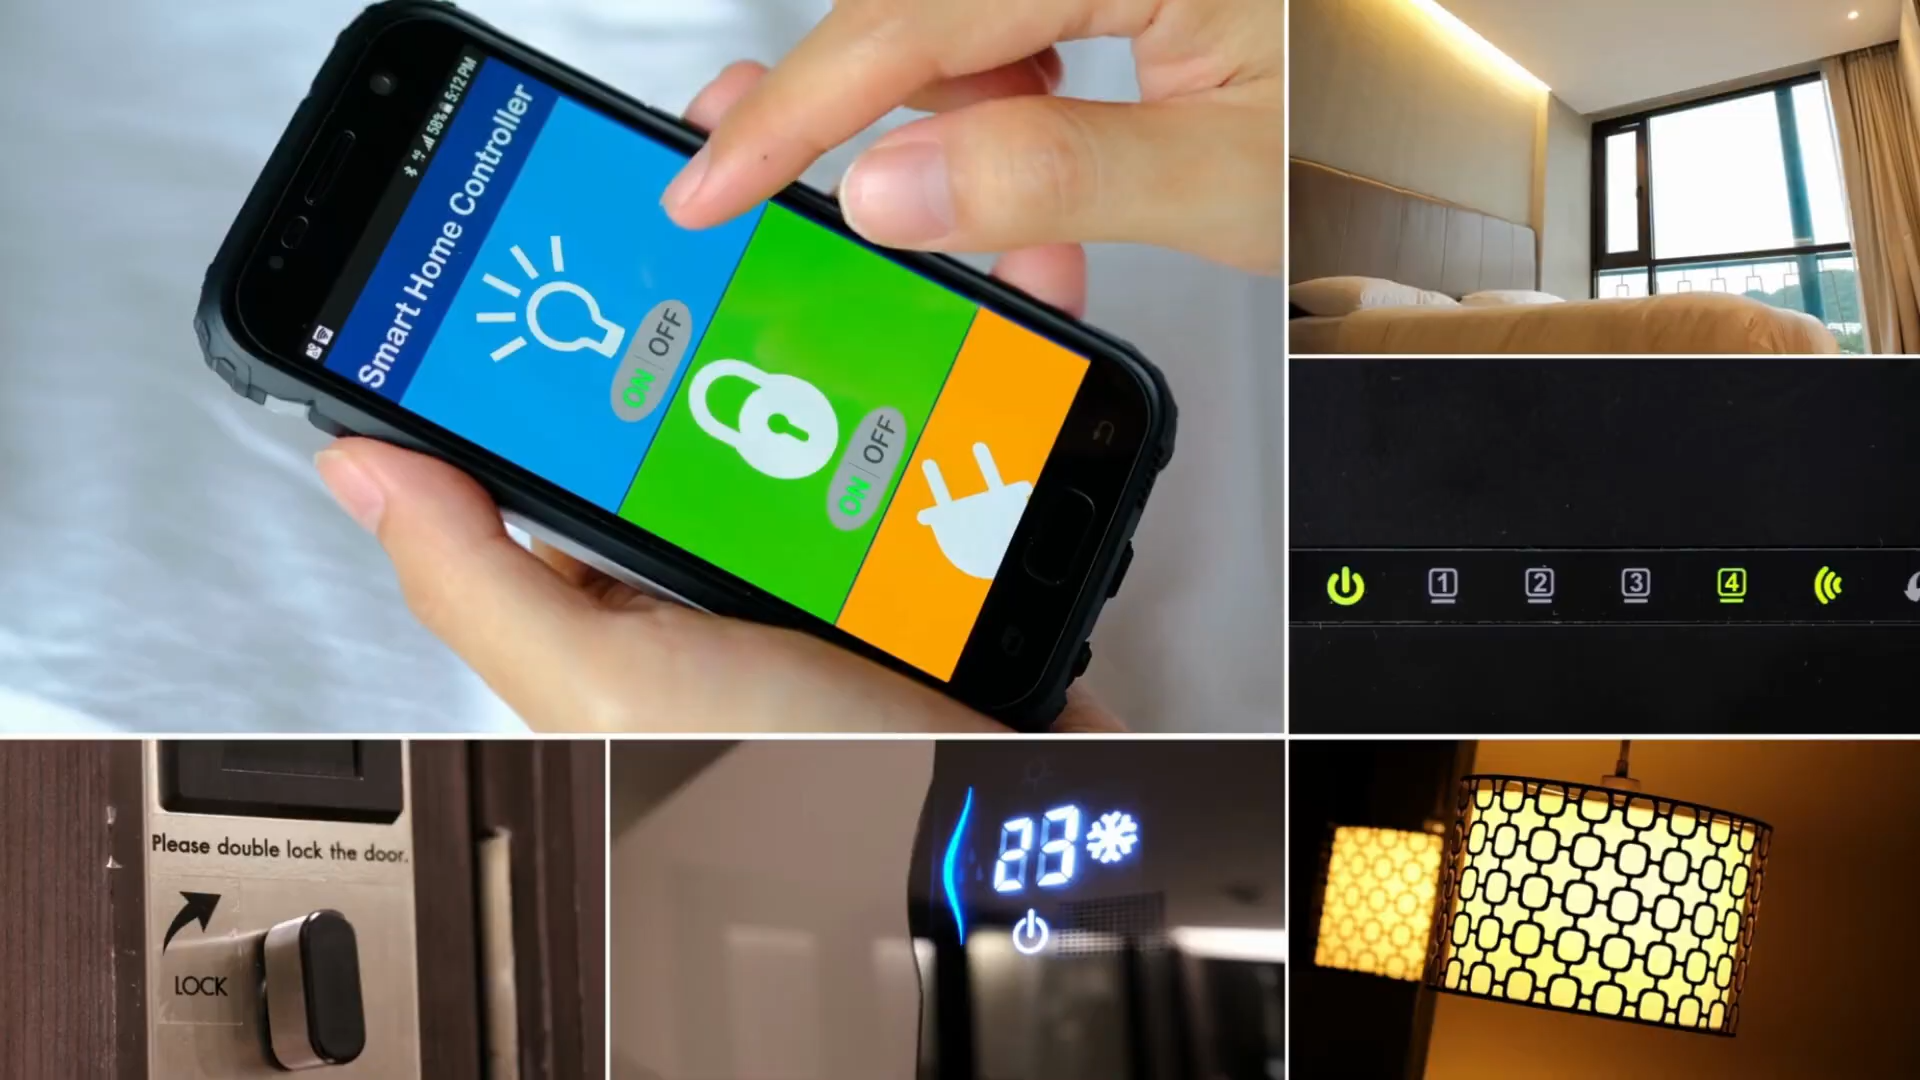 58% 5:12 PM
Smart Home Controller
ON | OFF
ON | OFF
1 2 3 4
Please double lock the door.
LOCK
23